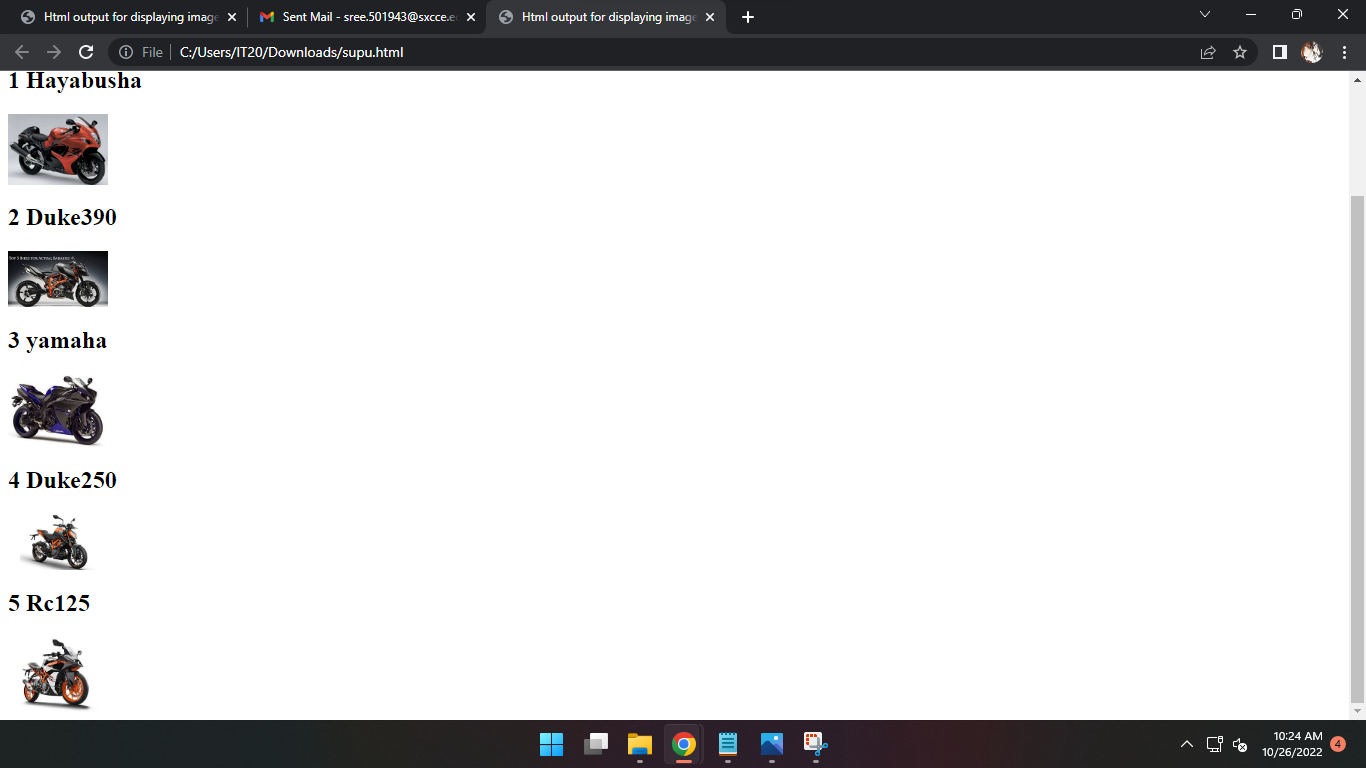 Html output for displaying image
Sent Mail - sree.501943@sxcce.e
Html output for displaying image
File
C:/Users/IT20/Downloads/supu.html
1 Hayabusha
2 Duke390
3 yamaha
4 Duke250
5 Rc125
10:24 AM
10/26/2022
4